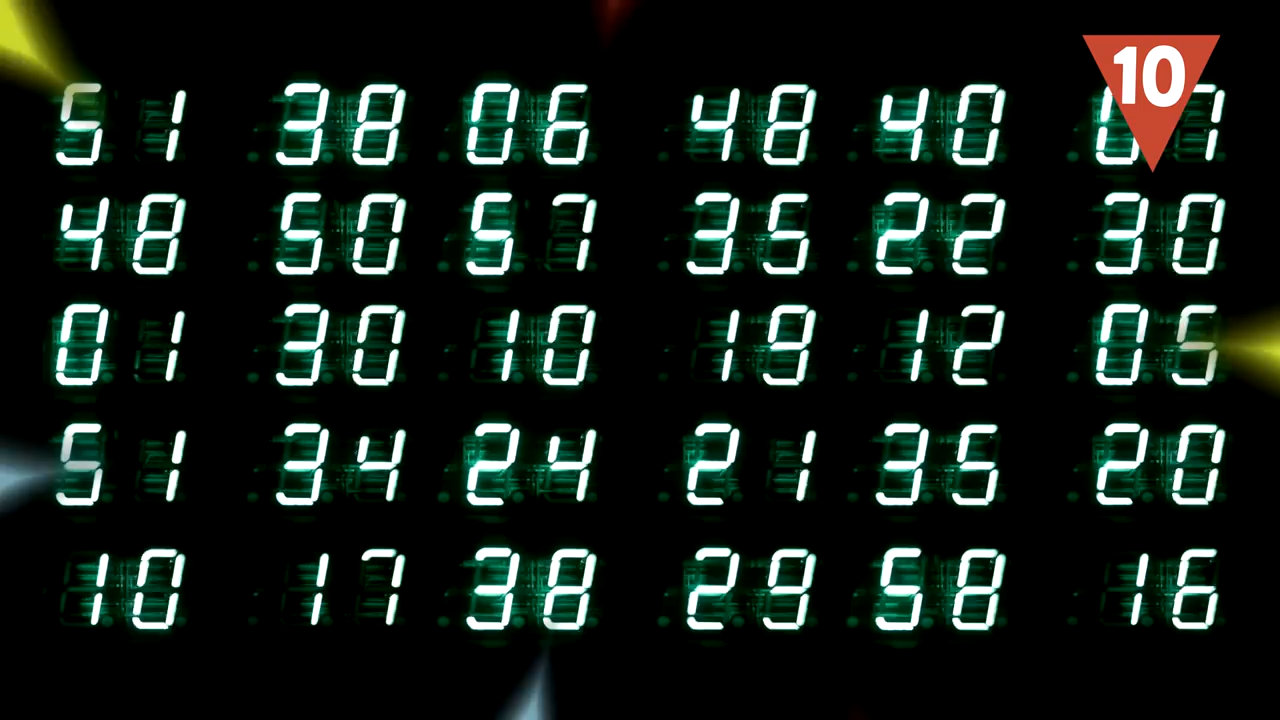 10
51 38 06 48 40 07
48 50 57 35 22 30
01 30 10 19 12 05
51 34 24 21 35 20
10 17 38 29 58 16